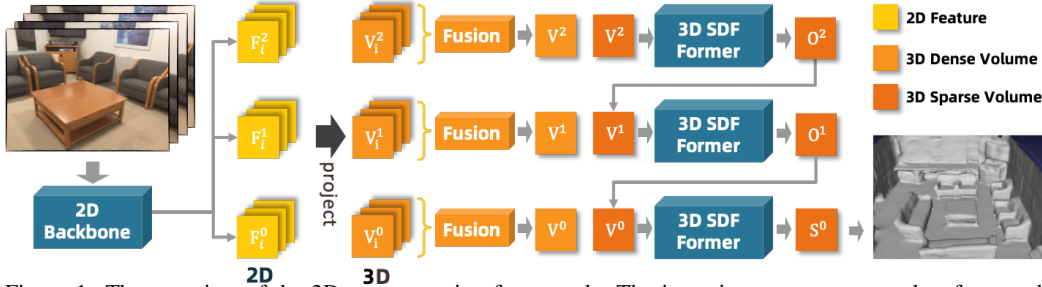 F_i^2 V_i^2 Fusion V^2 V^2 3D SDF Former O^2
2D Feature
3D Dense Volume
3D Sparse Volume
F_i^1 V_i^1 Fusion V^1 V^1 3D SDF Former O^1
project
2D Backbone
F_i^0 V_i^0 Fusion V^0 V^0 3D SDF Former S^0
2D 3D